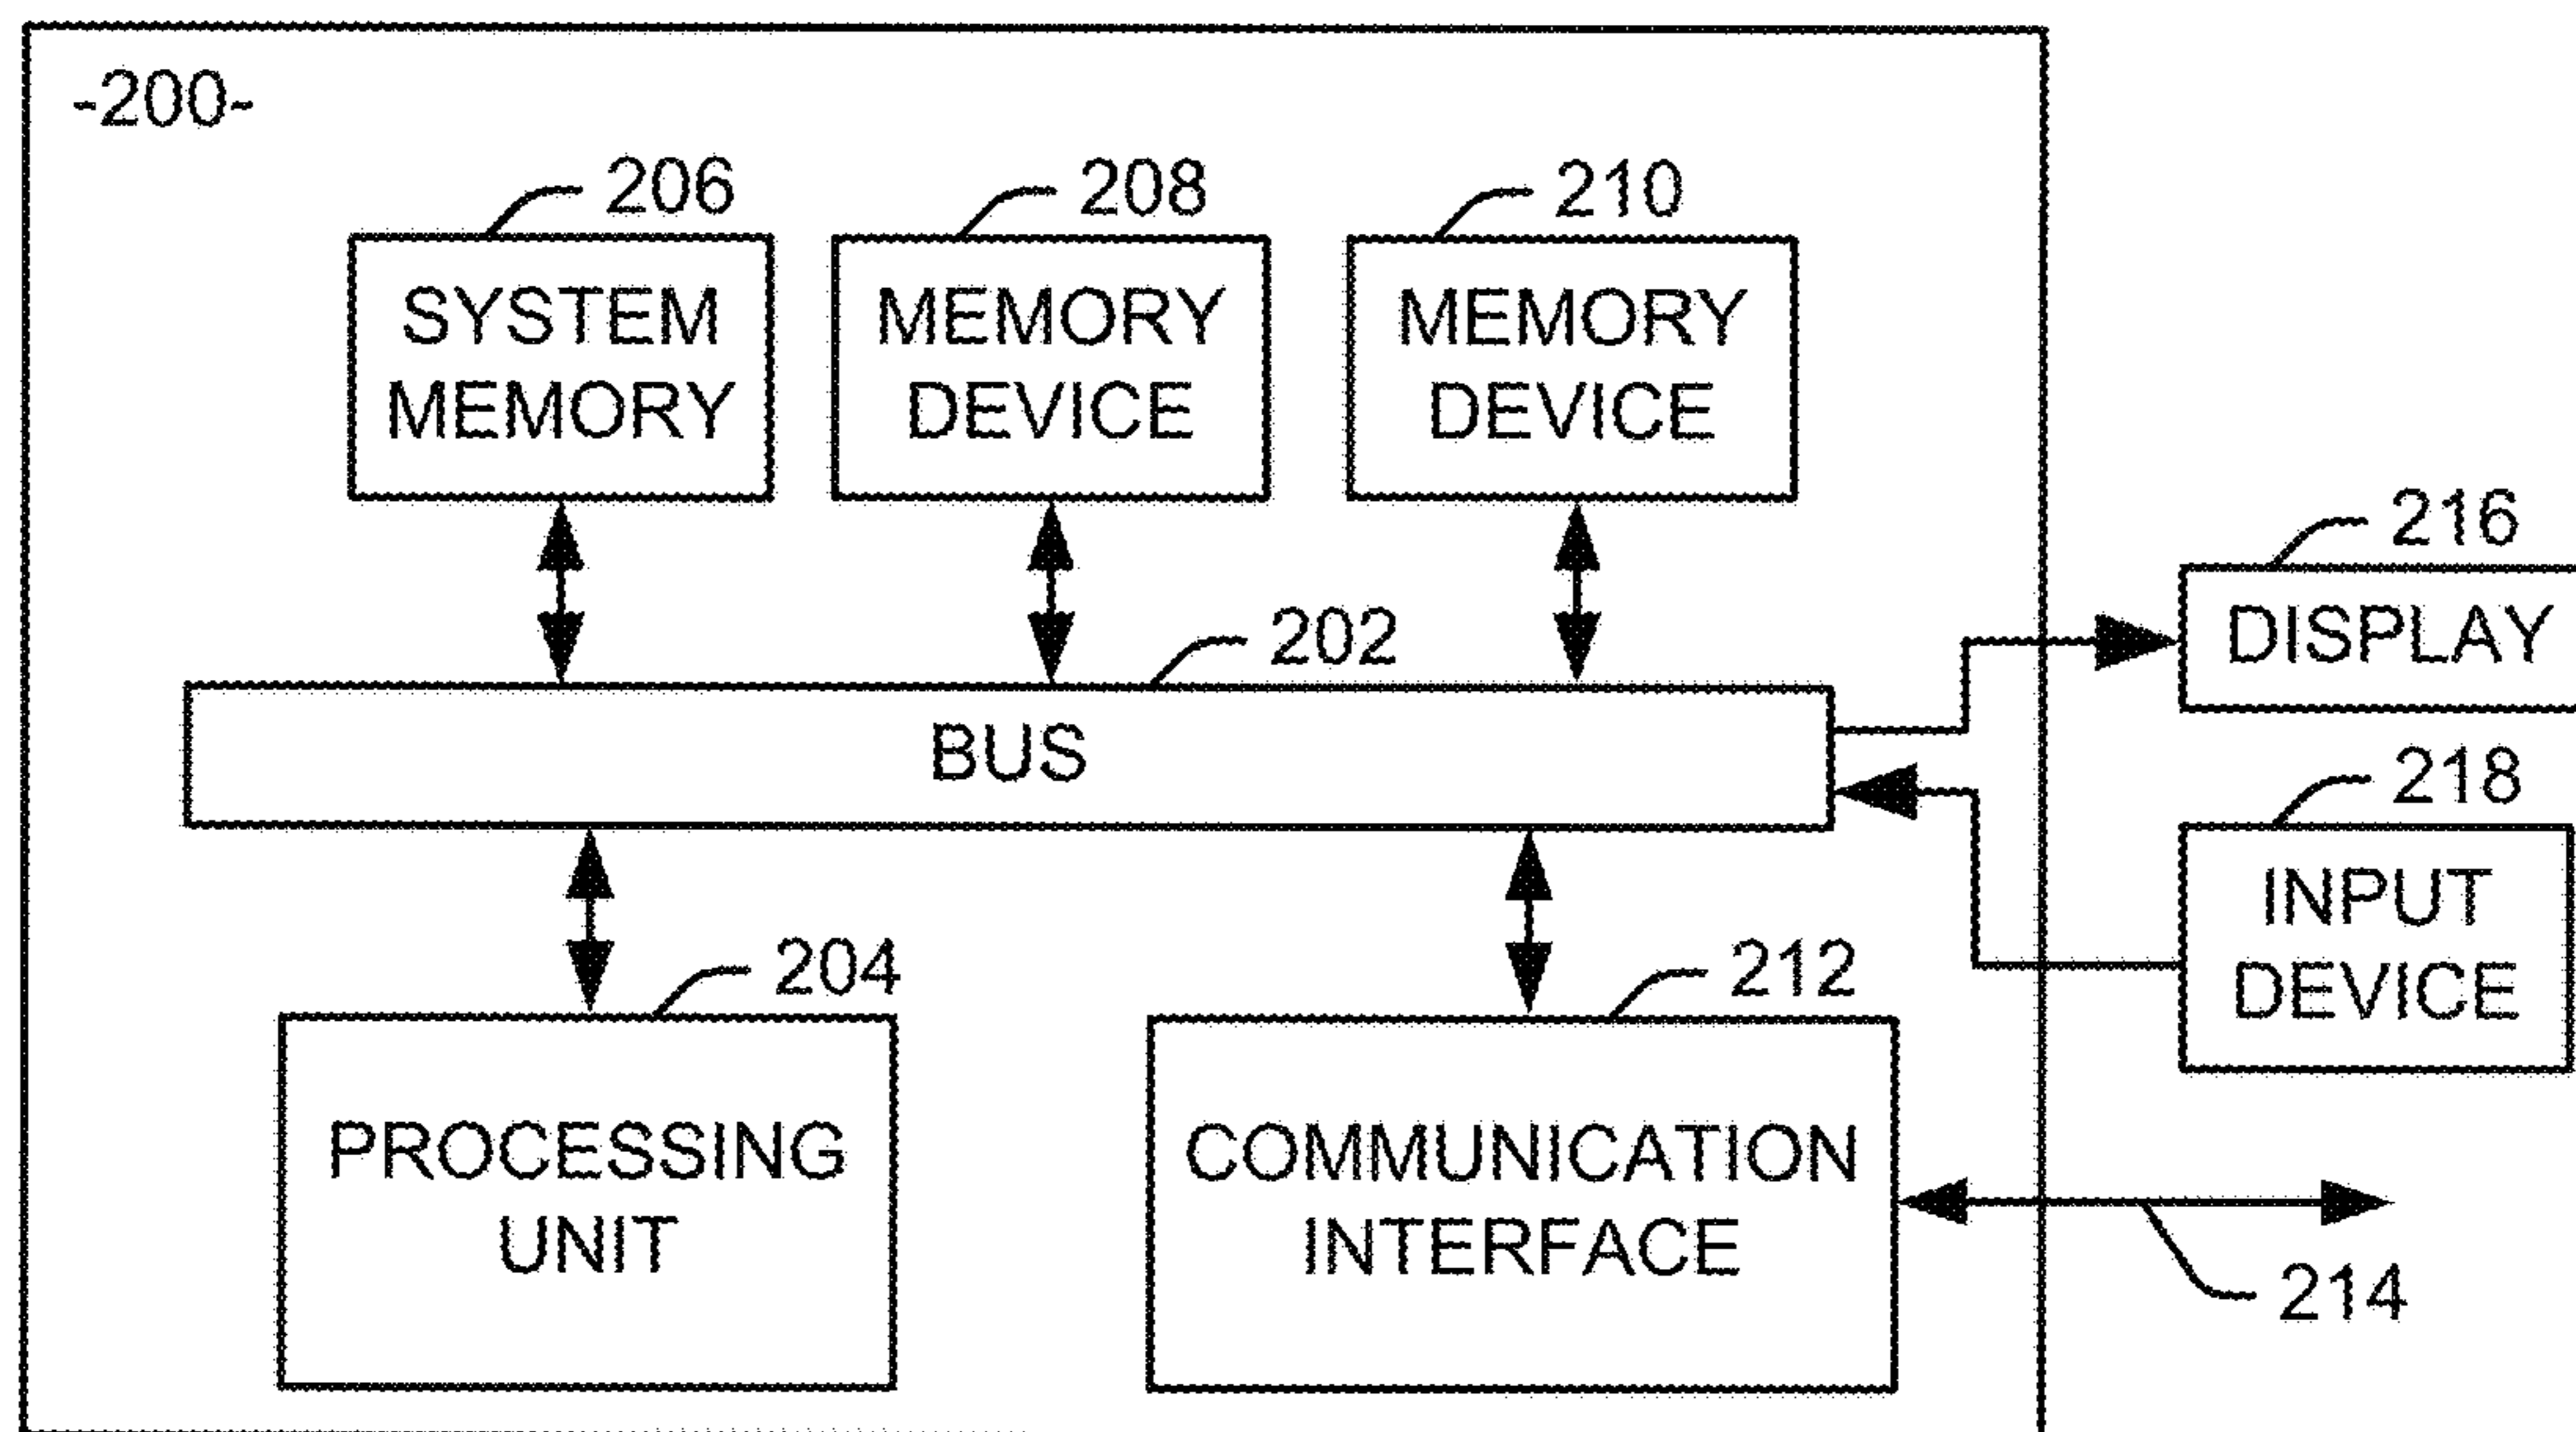 -200-
206
208
210
SYSTEM
MEMORY
MEMORY
DEVICE
MEMORY
DEVICE
216
DISPLAY
202
BUS
218
INPUT
DEVICE
204
212
PROCESSING
UNIT
COMMUNICATION
INTERFACE
214